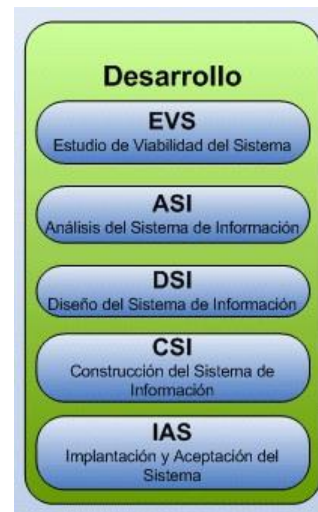 Desarrollo
EVS
Estudio de Viabilidad del Sistema
ASI
Análisis del Sistema de Información
DSI
Diseño del Sistema de Información
CSI
Construcción del Sistema de
Información
IAS
Implantación y Aceptación del
Sistema